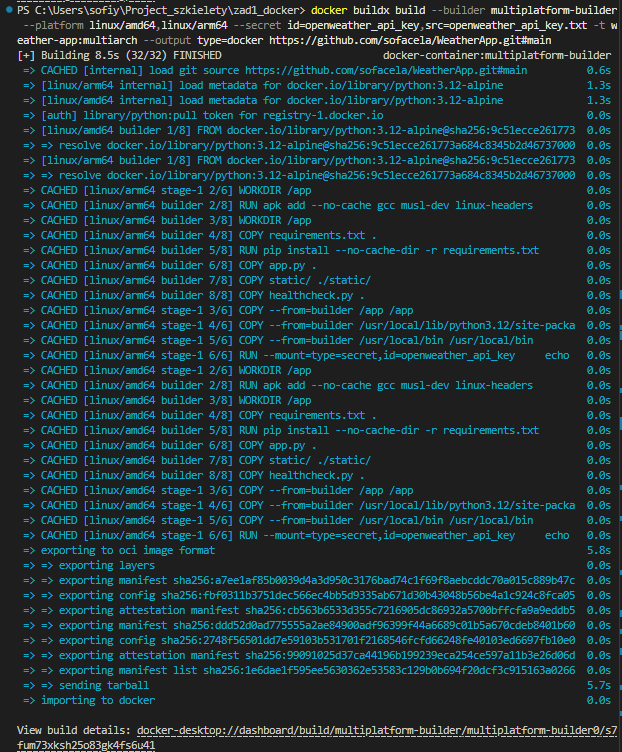 PS C:\Users\sofiy\Project_szkielety\zad1_docker> docker buildx build --builder multiplatform-builder
--platform linux/amd64,linux/arm64 --secret id=openweather_api_key,src=openweather_api_key.txt -t w
eather-app:multiarch --output type=docker https://github.com/sofacela/WeatherApp.git#main
[+] Building 8.5s (32/32) FINISHED docker-container:multiplatform-builder
=> CACHED [internal] load git source https://github.com/sofacela/WeatherApp.git#main 0.6s
=> [linux/arm64 internal] load metadata for docker.io/library/python:3.12-alpine 1.3s
=> [linux/amd64 internal] load metadata for docker.io/library/python:3.12-alpine 1.3s
=> [auth] library/python:pull token for registry-1.docker.io 0.0s
=> [linux/amd64 builder 1/8] FROM docker.io/library/python:3.12-alpine@sha256:9c51ecce261773 0.0s
=> => resolve docker.io/library/python:3.12-alpine@sha256:9c51ecce261773a684c8345b2d46737000 0.0s
=> [linux/arm64 builder 1/8] FROM docker.io/library/python:3.12-alpine@sha256:9c51ecce261773 0.0s
=> => resolve docker.io/library/python:3.12-alpine@sha256:9c51ecce261773a684c8345b2d46737000 0.0s
=> CACHED [linux/arm64 stage-1 2/6] WORKDIR /app 0.0s
=> CACHED [linux/arm64 builder 2/8] RUN apk add --no-cache gcc musl-dev linux-headers 0.0s
=> CACHED [linux/arm64 builder 3/8] WORKDIR /app 0.0s
=> CACHED [linux/arm64 builder 4/8] COPY requirements.txt . 0.0s
=> CACHED [linux/arm64 builder 5/8] RUN pip install --no-cache-dir -r requirements.txt 0.0s
=> CACHED [linux/arm64 builder 6/8] COPY app.py . 0.0s
=> CACHED [linux/arm64 builder 7/8] COPY static/ ./static/ 0.0s
=> CACHED [linux/arm64 builder 8/8] COPY healthcheck.py . 0.0s
=> CACHED [linux/arm64 stage-1 3/6] COPY --from=builder /app /app 0.0s
=> CACHED [linux/arm64 stage-1 4/6] COPY --from=builder /usr/local/lib/python3.12/site-packa 0.0s
=> CACHED [linux/arm64 stage-1 5/6] COPY --from=builder /usr/local/bin /usr/local/bin 0.0s
=> CACHED [linux/arm64 stage-1 6/6] RUN --mount=type=secret,id=openweather_api_key echo 0.0s
=> CACHED [linux/amd64 stage-1 2/6] WORKDIR /app 0.0s
=> CACHED [linux/amd64 builder 2/8] RUN apk add --no-cache gcc musl-dev linux-headers 0.0s
=> CACHED [linux/amd64 builder 3/8] WORKDIR /app 0.0s
=> CACHED [linux/amd64 builder 4/8] COPY requirements.txt . 0.0s
=> CACHED [linux/amd64 builder 5/8] RUN pip install --no-cache-dir -r requirements.txt 0.0s
=> CACHED [linux/amd64 builder 6/8] COPY app.py . 0.0s
=> CACHED [linux/amd64 builder 7/8] COPY static/ ./static/ 0.0s
=> CACHED [linux/amd64 builder 8/8] COPY healthcheck.py . 0.0s
=> CACHED [linux/amd64 stage-1 3/6] COPY --from=builder /app /app 0.0s
=> CACHED [linux/amd64 stage-1 4/6] COPY --from=builder /usr/local/lib/python3.12/site-packa 0.0s
=> CACHED [linux/amd64 stage-1 5/6] COPY --from=builder /usr/local/bin /usr/local/bin 0.0s
=> CACHED [linux/amd64 stage-1 6/6] RUN --mount=type=secret,id=openweather_api_key echo 0.0s
=> exporting to oci image format 5.8s
=> => exporting layers 0.0s
=> => exporting manifest sha256:a7ee1af85b0039d4a3d950c3176bad74c1f69f8aebcddc70a015c889b47c 0.0s
=> => exporting config sha256:fbf0311b3751dec566ec4bb5d9335ab671d30b43048b56be4a1c924c8fca05 0.0s
=> => exporting attestation manifest sha256:cb563b6533d355c7216905dc86932a5700bffcfa9a9eddb5 0.0s
=> => exporting manifest sha256:ddd52d0ad775555a2ae84900adf96399f44a6689c01b5a670cdeb8401b60 0.0s
=> => exporting config sha256:2748f56501dd7e59103b531701f2168546fcfd66248fe40103ed6697fb10e0 0.0s
=> => exporting attestation manifest sha256:99091025d37ca44196b199239eca254ce597a11b3e26d06d 0.0s
=> => exporting manifest list sha256:1e6dae1f595ee5630362e53583c129b0b694f20dcf3c915163a0266 0.0s
=> => sending tarball 5.7s
=> importing to docker 0.0s
View build details: docker-desktop://dashboard/build/multiplatform-builder/multiplatform-builder0/s7
fum73xksh25o83gk4fs6u41